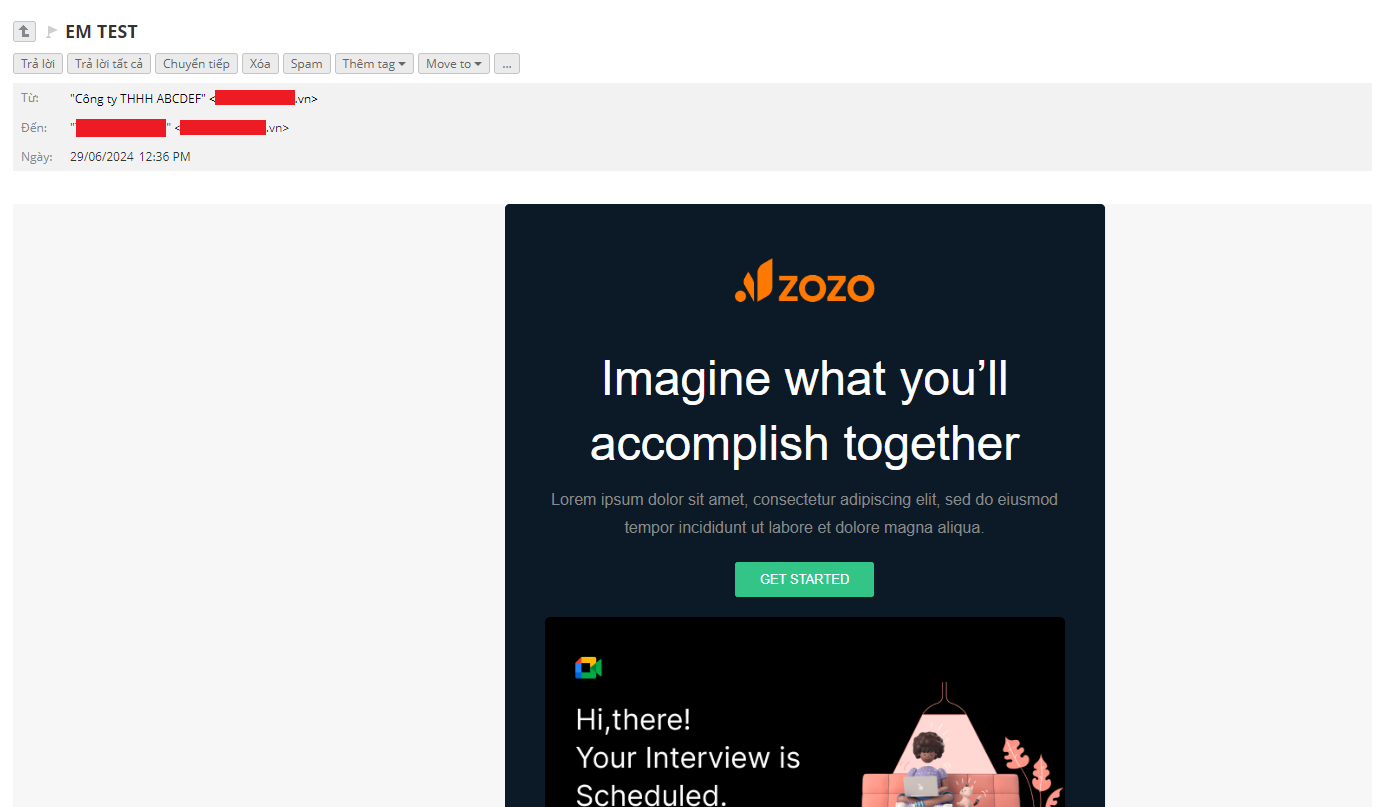 EM TEST
Trả lời Trả lời tất cả Chuyển tiếp Xóa Spam Thêm tag Move to ...
Từ: "Công ty THHH ABCDEF" < .vn>
Đến: " " < .vn>
Ngày: 29/06/2024 12:36 PM
zozo
Imagine what you’ll
accomplish together
Lorem ipsum dolor sit amet, consectetur adipiscing elit, sed do eiusmod
tempor incididunt ut labore et dolore magna aliqua.
GET STARTED
Hi,there!
Your Interview is
Scheduled.